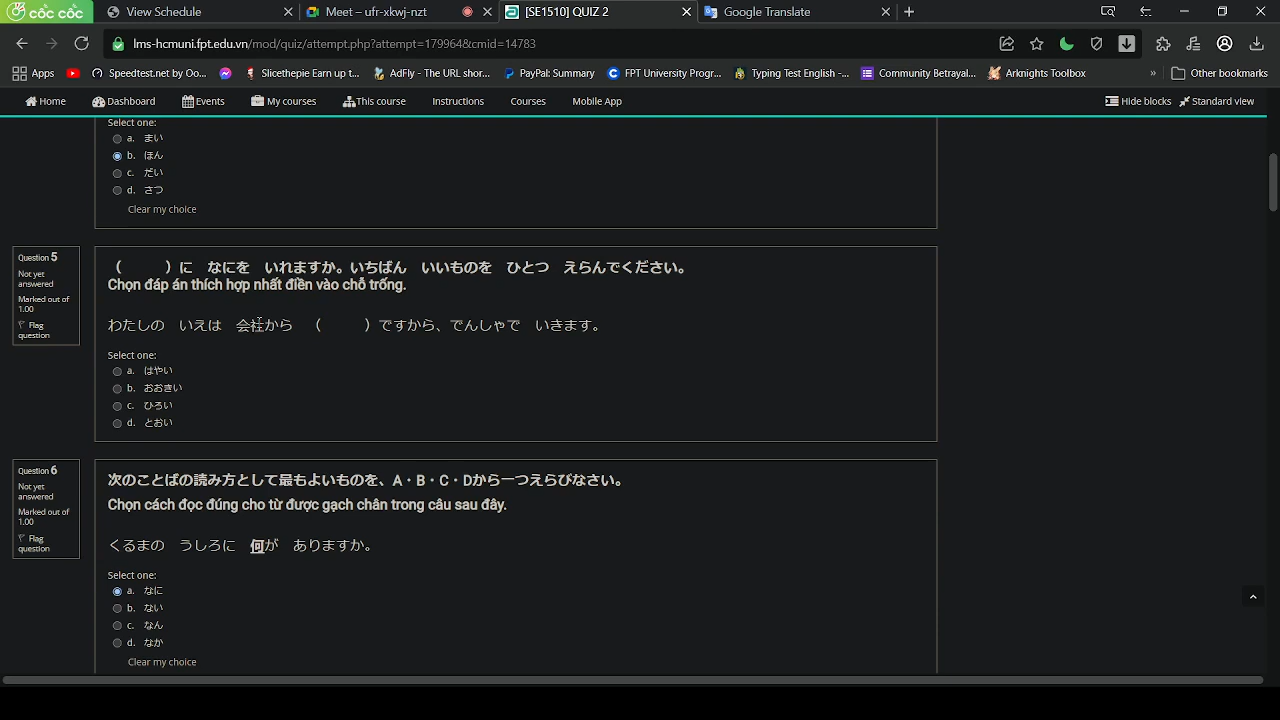 cốc cốc
View Schedule
Meet – ufr-xkwj-nzt
[SE1510] QUIZ 2
Google Translate
lms-hcmuni.fpt.edu.vn/mod/quiz/attempt.php?attempt=179964&cmid=14783
Apps
Speedtest.net by Oo...
Slicethepie Earn up t...
AdFly - The URL shor...
PayPal: Summary
FPT University Progr...
Typing Test English -...
Community Betrayal...
Arknights Toolbox
»
Other bookmarks
Home
Dashboard
Events
My courses
This course
Instructions
Courses
Mobile App
Hide blocks
Standard view
Select one:
a. まい
b. ほん
c. だい
d. さつ
Clear my choice
Question 5
Not yet
answered
Marked out of
1.00
Flag
question
（　　　）に　なにを　いれますか。いちばん　いいものを　ひとつ　えらんでください。
Chọn đáp án thích hợp nhất điền vào chỗ trống.
わたしの　いえは　会社から　（　　　）ですから、でんしゃで　いきます。
Select one:
a. はやい
b. おおきい
c. ひろい
d. とおい
Question 6
Not yet
answered
Marked out of
1.00
Flag
question
次のことばの読み方として最もよいものを、A・B・C・Dから一つえらびなさい。
Chọn cách đọc đúng cho từ được gạch chân trong câu sau đây.
くるまの　うしろに　何が　ありますか。
Select one:
a. なに
b. ない
c. なん
d. なか
Clear my choice